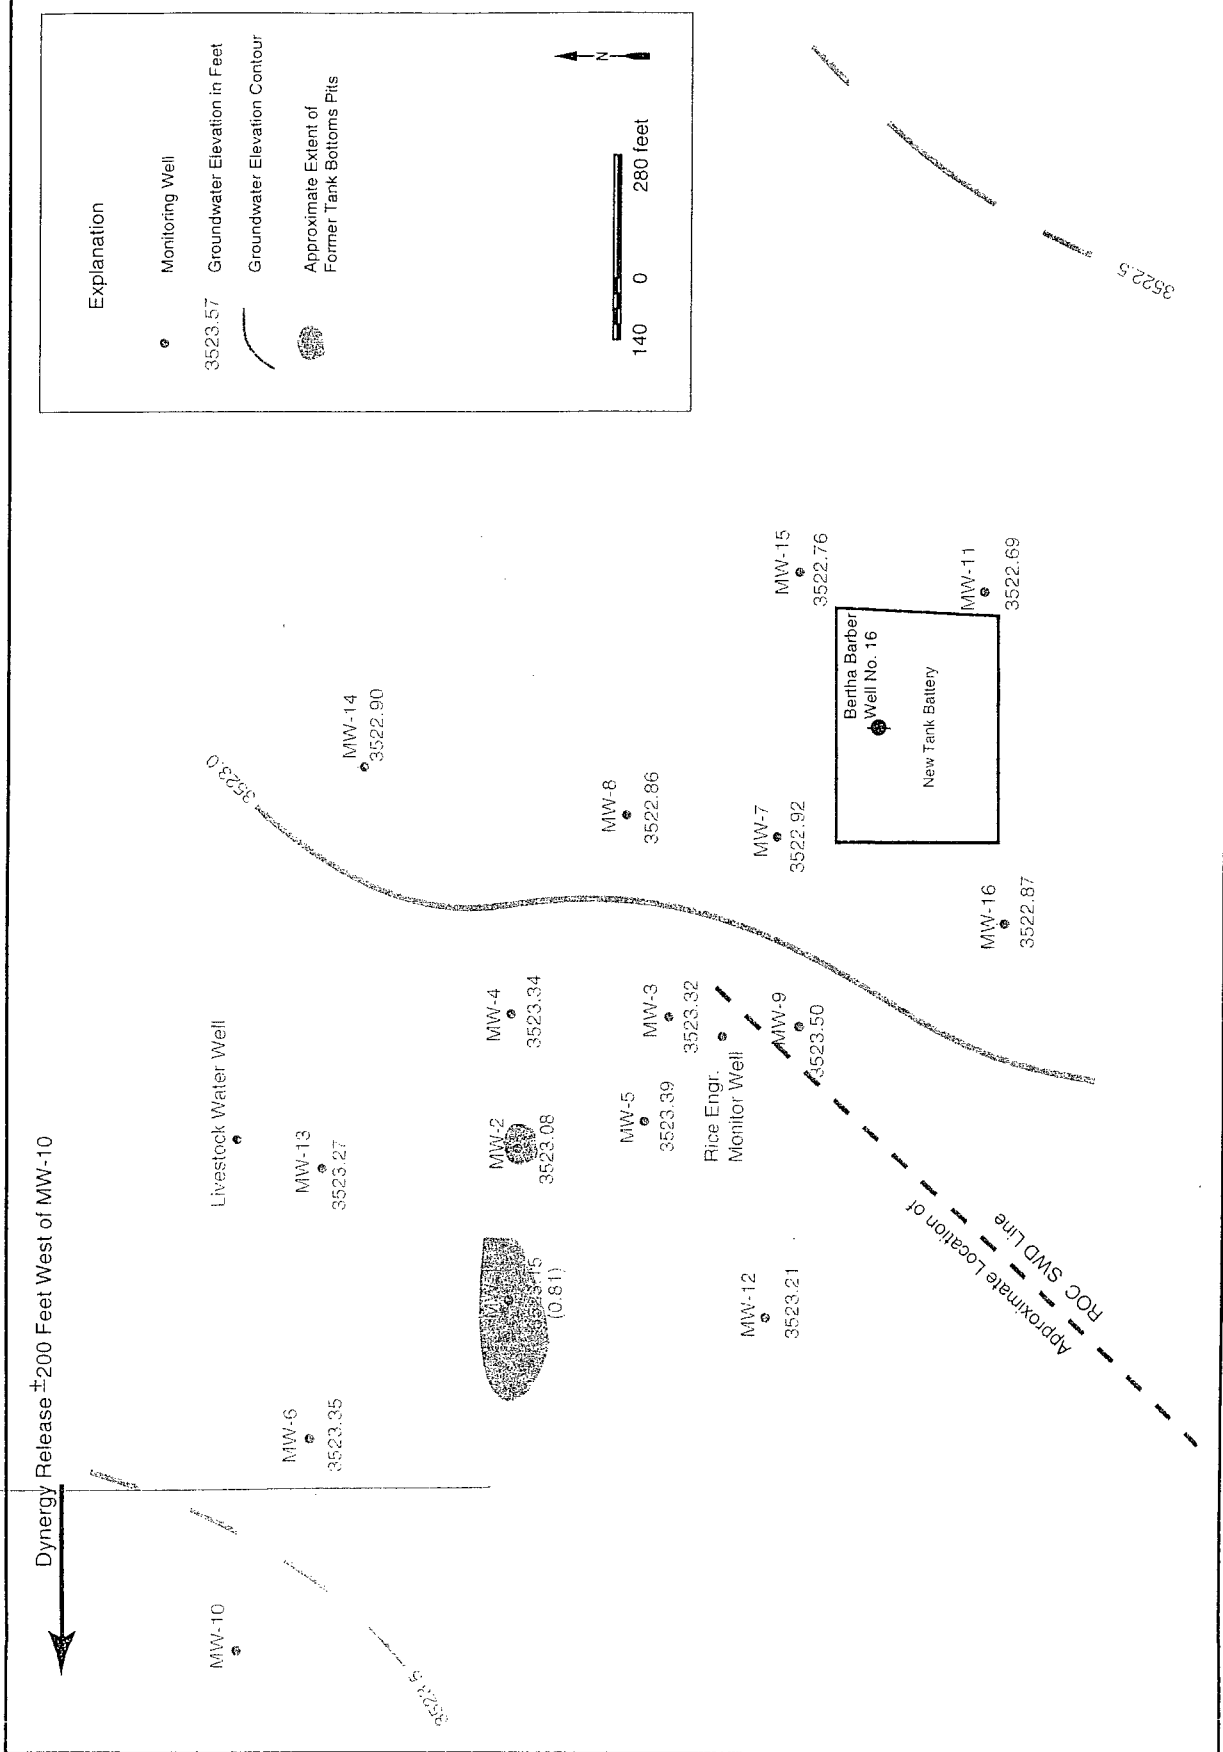 Dynergy Release ±200 Feet West of MW-10
Explanation
Monitoring Well
3523.57 Groundwater Elevation in Feet
Groundwater Elevation Contour
Approximate Extent of
Former Tank Bottoms Pits
N
140 0 280 feet
MW-10
3523.5
MW-6
3523.35
Livestock Water Well
MW-13
3523.27
3523.0
MW-14
3522.90
(0.81)
MW-2
3523.08
MW-4
3523.34
MW-8
3522.86
MW-5
3523.39
MW-3
3523.32
Rice Engr.
Monitor Well
MW-12
3523.21
MW-9
3523.50
MW-7
3522.92
MW-15
3522.76
Bertha Barber
Well No. 16
New Tank Battery
MW-11
3522.69
MW-16
3522.87
Approximate Location of
ROC SWD Line
3522.5